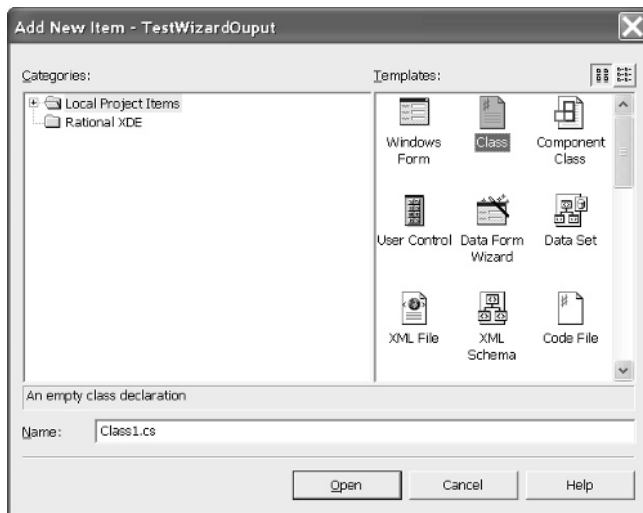 Add New Item - TestWizardOuput
Categories:
Templates:
Local Project Items
Rational XDE
Windows Form
Class
Component Class
User Control
Data Form Wizard
Data Set
XML File
XML Schema
Code File
An empty class declaration
Name:
Class1.cs
Open
Cancel
Help